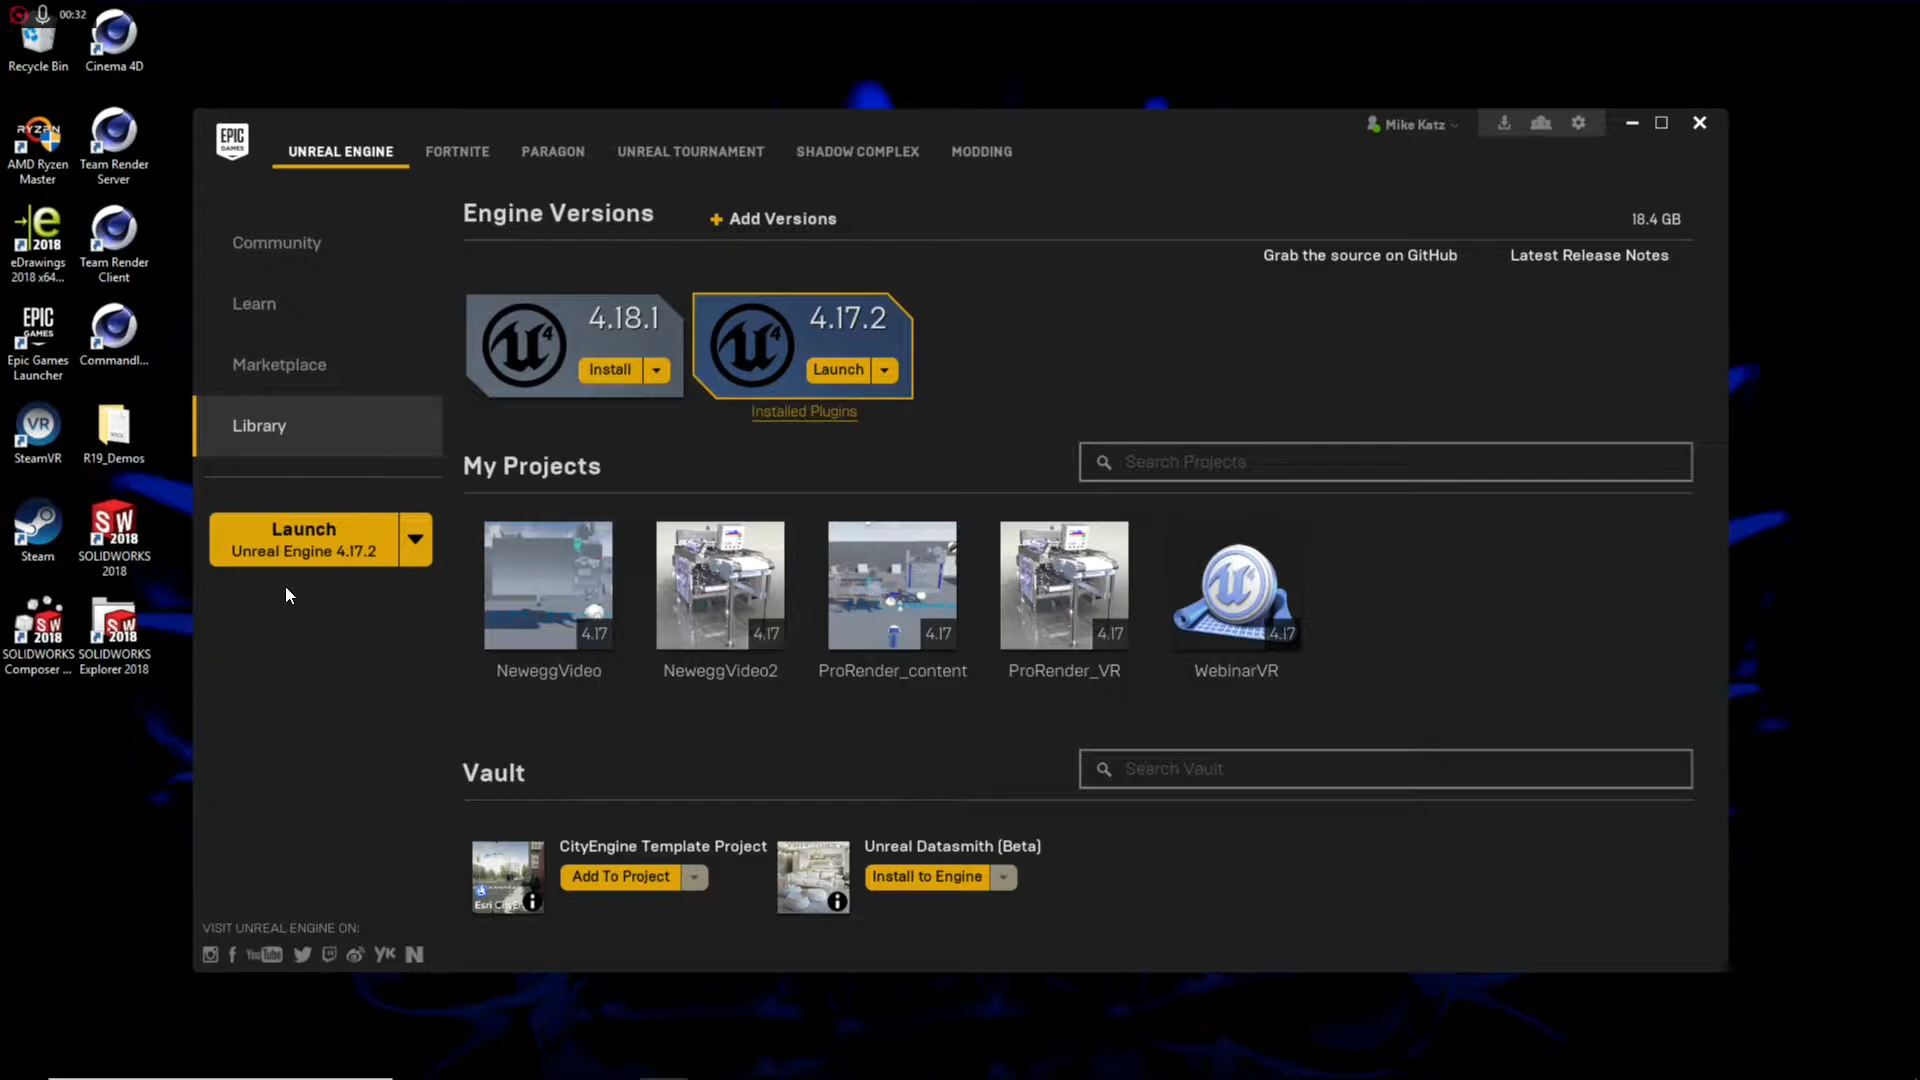 00:32
Recycle Bin
Cinema 4D
RYZEN
AMD Ryzen
Master
Team Render
Server
e
2018
eDrawings
2018 x64...
Team Render
Client
EPIC
GAMES
Epic Games
Launcher
Commandl...
VR
SteamVR
R19_Demos
Steam
SW
2018
SOLIDWORKS
2018
SW
2018
SOLIDWORKS
Composer ...
SW
2018
SOLIDWORKS
Explorer 2018
EPIC
GAMES
UNREAL ENGINE
FORTNITE
PARAGON
UNREAL TOURNAMENT
SHADOW COMPLEX
MODDING
Mike Katz
Community
Learn
Marketplace
Library
Launch
Unreal Engine 4.17.2
Engine Versions
Add Versions
18.4 GB
Grab the source on GitHub
Latest Release Notes
4.18.1
Install
4.17.2
Launch
Installed Plugins
My Projects
Search Projects
4.17
NeweggVideo
4.17
NeweggVideo2
4.17
ProRender_content
4.17
ProRender_VR
4.17
WebinarVR
Vault
Search Vault
CityEngine Template Project
Add To Project
Unreal Datasmith (Beta)
Install to Engine
VISIT UNREAL ENGINE ON:
YouTube